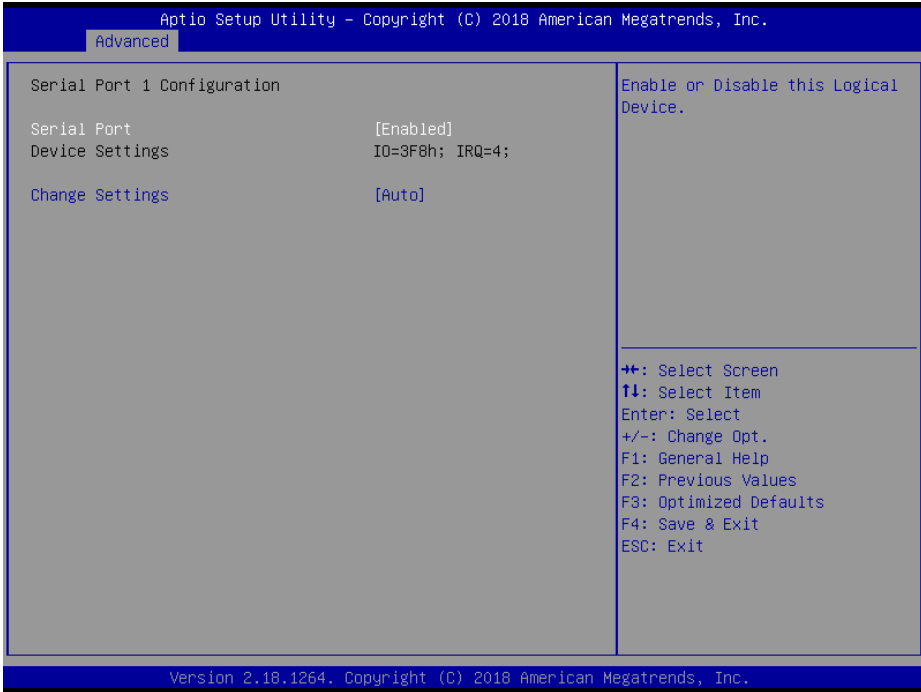 Aptio Setup Utility – Copyright (C) 2018 American Megatrends, Inc.
Advanced
Serial Port 1 Configuration
Serial Port [Enabled]
Device Settings IO=3F8h; IRQ=4;
Change Settings [Auto]
Enable or Disable this Logical
Device.
→←: Select Screen
↑↓: Select Item
Enter: Select
+/-: Change Opt.
F1: General Help
F2: Previous Values
F3: Optimized Defaults
F4: Save & Exit
ESC: Exit
Version 2.18.1264. Copyright (C) 2018 American Megatrends, Inc.